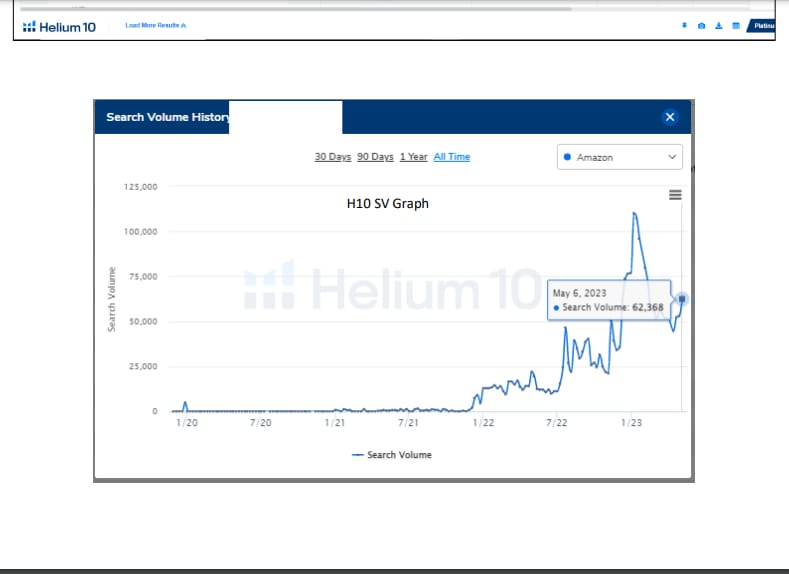 Helium 10
Load More Results
Platinu
Search Volume History
30 Days 90 Days 1 Year All Time
Amazon
H10 SV Graph
Search Volume
125,000
100,000
75,000
50,000
25,000
0
Helium 10
May 6, 2023
Search Volume: 62,368
1/20 7/20 1/21 7/21 1/22 7/22 1/23
Search Volume